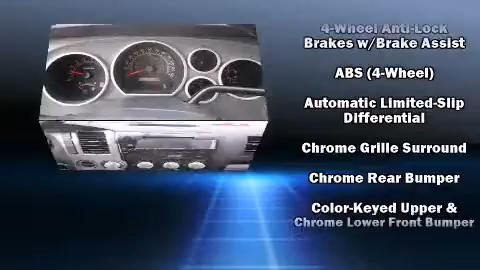 4-Wheel Anti-Lock
Brakes w/Brake Assist
ABS (4-Wheel)
Automatic Limited-Slip
Differential
Chrome Grille Surround
Chrome Rear Bumper
Color-Keyed Upper &
Chrome Lower Front Bumper